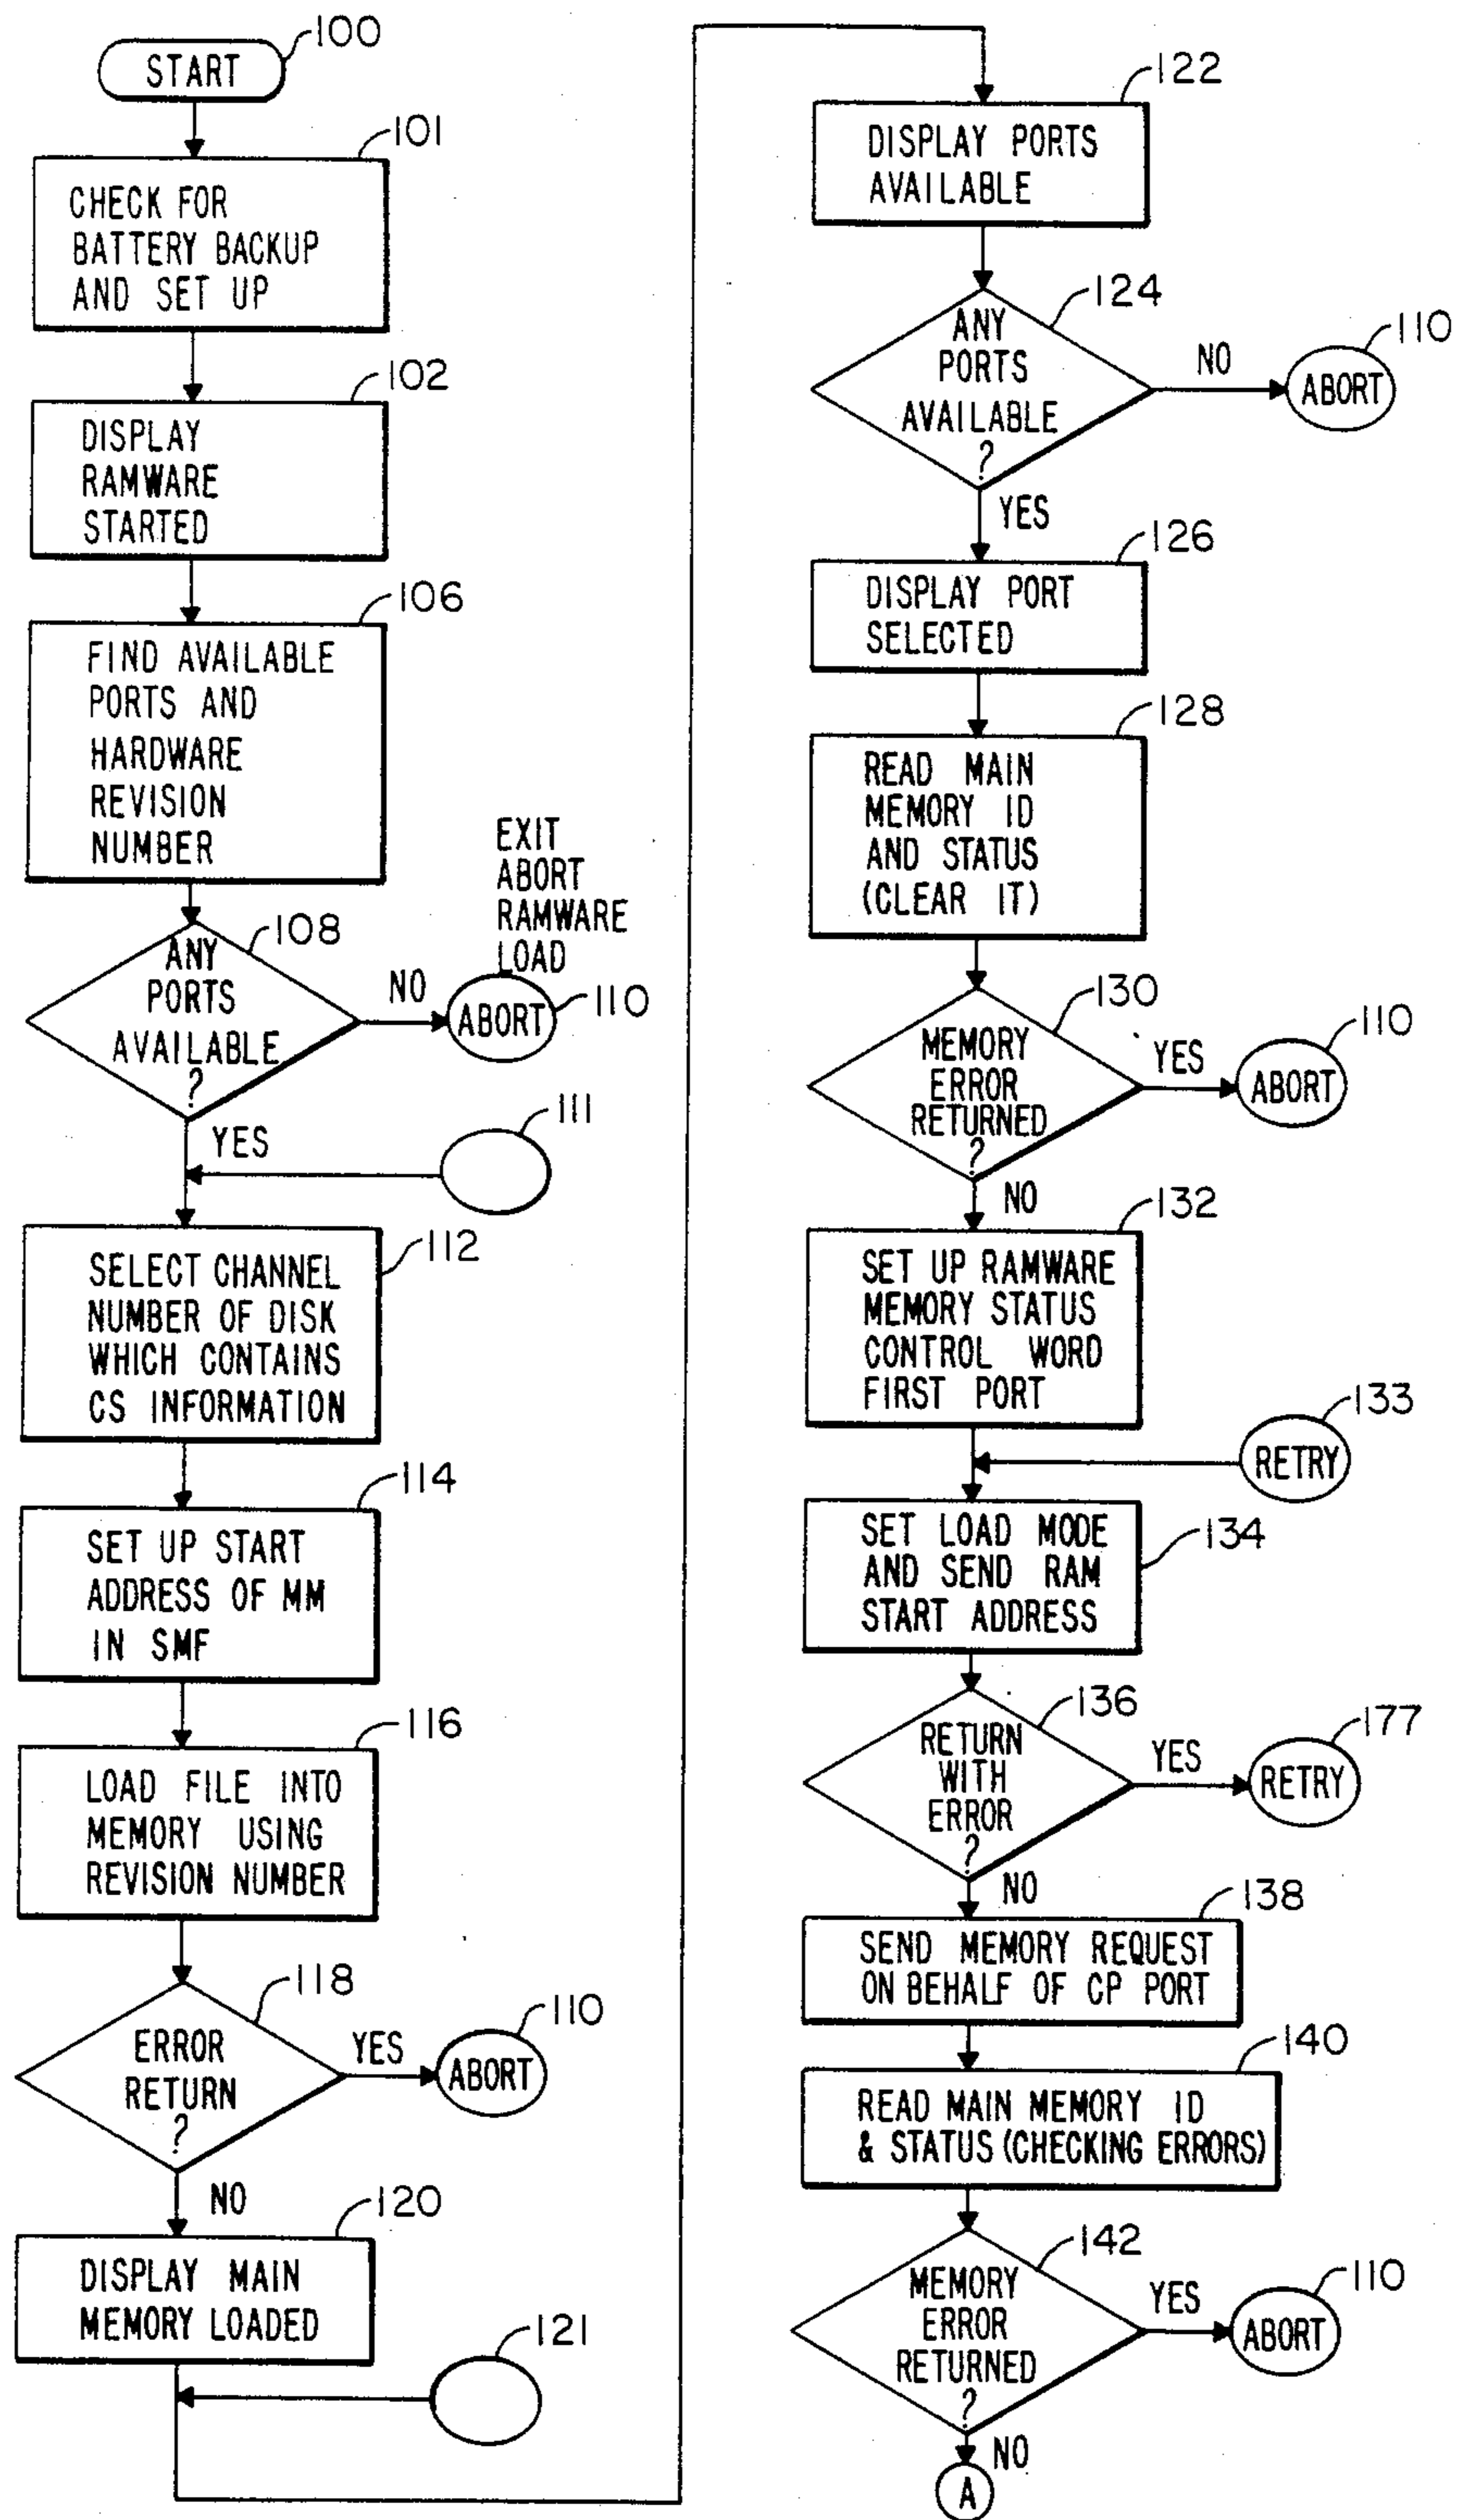 100
START
101
CHECK FOR
BATTERY BACKUP
AND SET UP
102
DISPLAY
RAMWARE
STARTED
106
FIND AVAILABLE
PORTS AND
HARDWARE
REVISION
NUMBER
108
ANY
PORTS
AVAILABLE
?
NO
EXIT
ABORT
RAMWARE
LOAD
ABORT
110
YES
111
112
SELECT CHANNEL
NUMBER OF DISK
WHICH CONTAINS
CS INFORMATION
114
SET UP START
ADDRESS OF MM
IN SMF
116
LOAD FILE INTO
MEMORY USING
REVISION NUMBER
118
ERROR
RETURN
?
YES
110
ABORT
NO
120
DISPLAY MAIN
MEMORY LOADED
121
122
DISPLAY PORTS
AVAILABLE
124
ANY
PORTS
AVAILABLE
?
NO
110
ABORT
YES
126
DISPLAY PORT
SELECTED
128
READ MAIN
MEMORY ID
AND STATUS
(CLEAR IT)
130
MEMORY
ERROR
RETURNED
?
YES
110
ABORT
NO
132
SET UP RAMWARE
MEMORY STATUS
CONTROL WORD
FIRST PORT
133
RETRY
134
SET LOAD MODE
AND SEND RAM
START ADDRESS
136
RETURN
WITH
ERROR
?
YES
177
RETRY
NO
138
SEND MEMORY REQUEST
ON BEHALF OF CP PORT
140
READ MAIN MEMORY ID
& STATUS (CHECKING ERRORS)
142
MEMORY
ERROR
RETURNED
?
YES
110
ABORT
NO
A